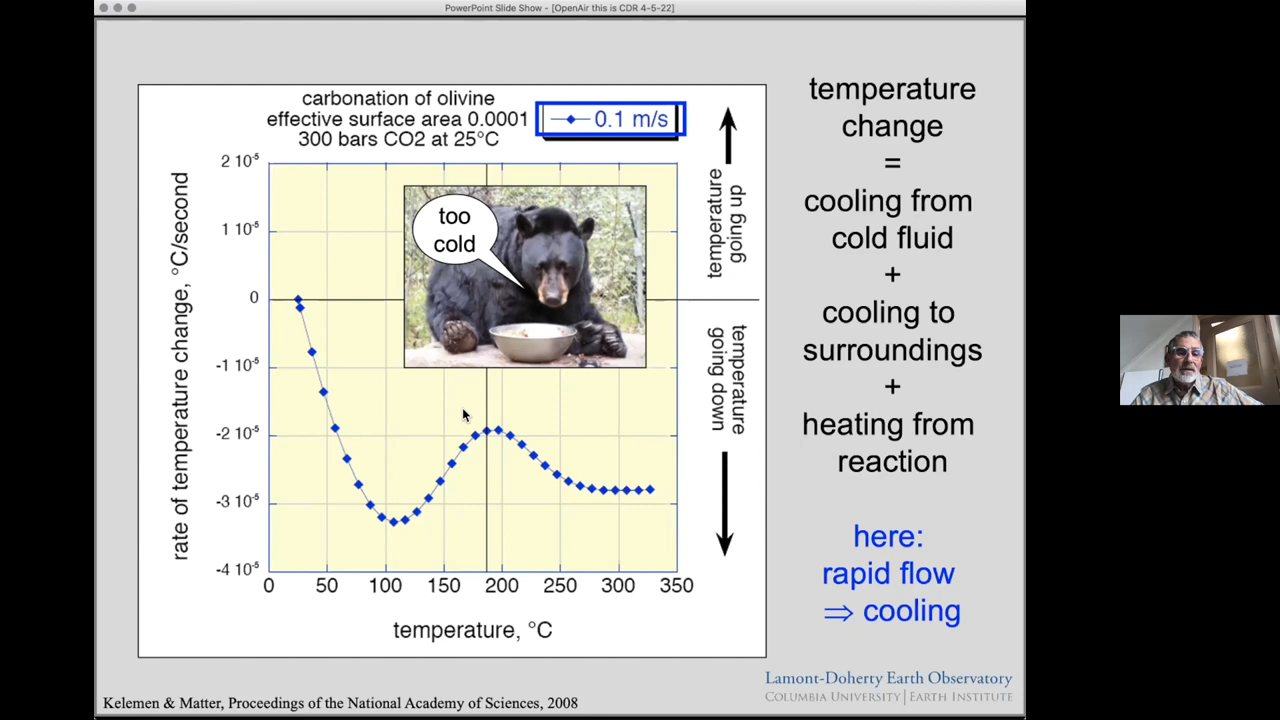 PowerPoint Slide Show - [OpenAir this is CDR 4-5-22]
carbonation of olivine
effective surface area 0.0001
300 bars CO2 at 25°C
0.1 m/s
too
cold
rate of temperature change, °C/second
2 10-5
1 10-5
0
-1 10-5
-2 10-5
-3 10-5
-4 10-5
0 50 100 150 200 250 300 350
temperature, °C
temperature
going up
temperature
going down
temperature
change
=
cooling from
cold fluid
+
cooling to
surroundings
+
heating from
reaction
here:
rapid flow
⇒ cooling
Kelemen & Matter, Proceedings of the National Academy of Sciences, 2008
Lamont-Doherty Earth Observatory
COLUMBIA UNIVERSITY | EARTH INSTITUTE